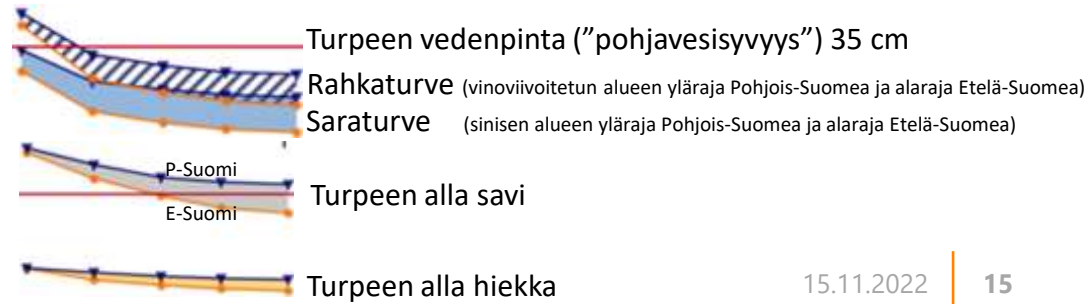 Turpeen vedenpinta (”pohjavesisyvyys”) 35 cm
Rahkaturve (vinoviivoitetun alueen yläraja Pohjois-Suomea ja alaraja Etelä-Suomea)
Saraturve (sinisen alueen yläraja Pohjois-Suomea ja alaraja Etelä-Suomea)
P-Suomi
Turpeen alla savi
E-Suomi
Turpeen alla hiekka
15.11.2022
15